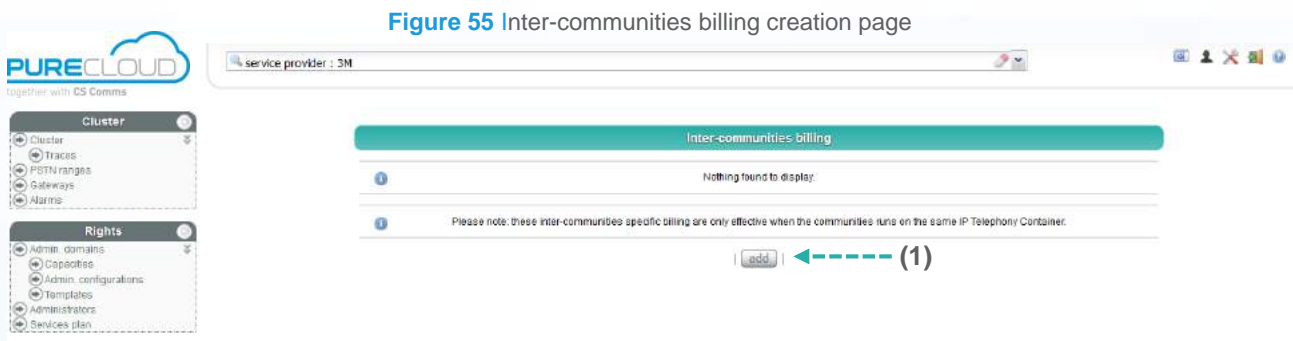 Figure 55 Inter-communities billing creation page
PURECLOUD
together with CS Comms
service provider : 3M
Cluster
Cluster
Traces
PSTN ranges
Gateways
Alarms
Rights
Admin. domains
Capacities
Admin. configurations
Templates
Administrators
Services plan
Inter-communities billing
Nothing found to display.
Please note: these inter-communities specific billing are only effective when the communities runs on the same IP Telephony Container.
| add | (1)